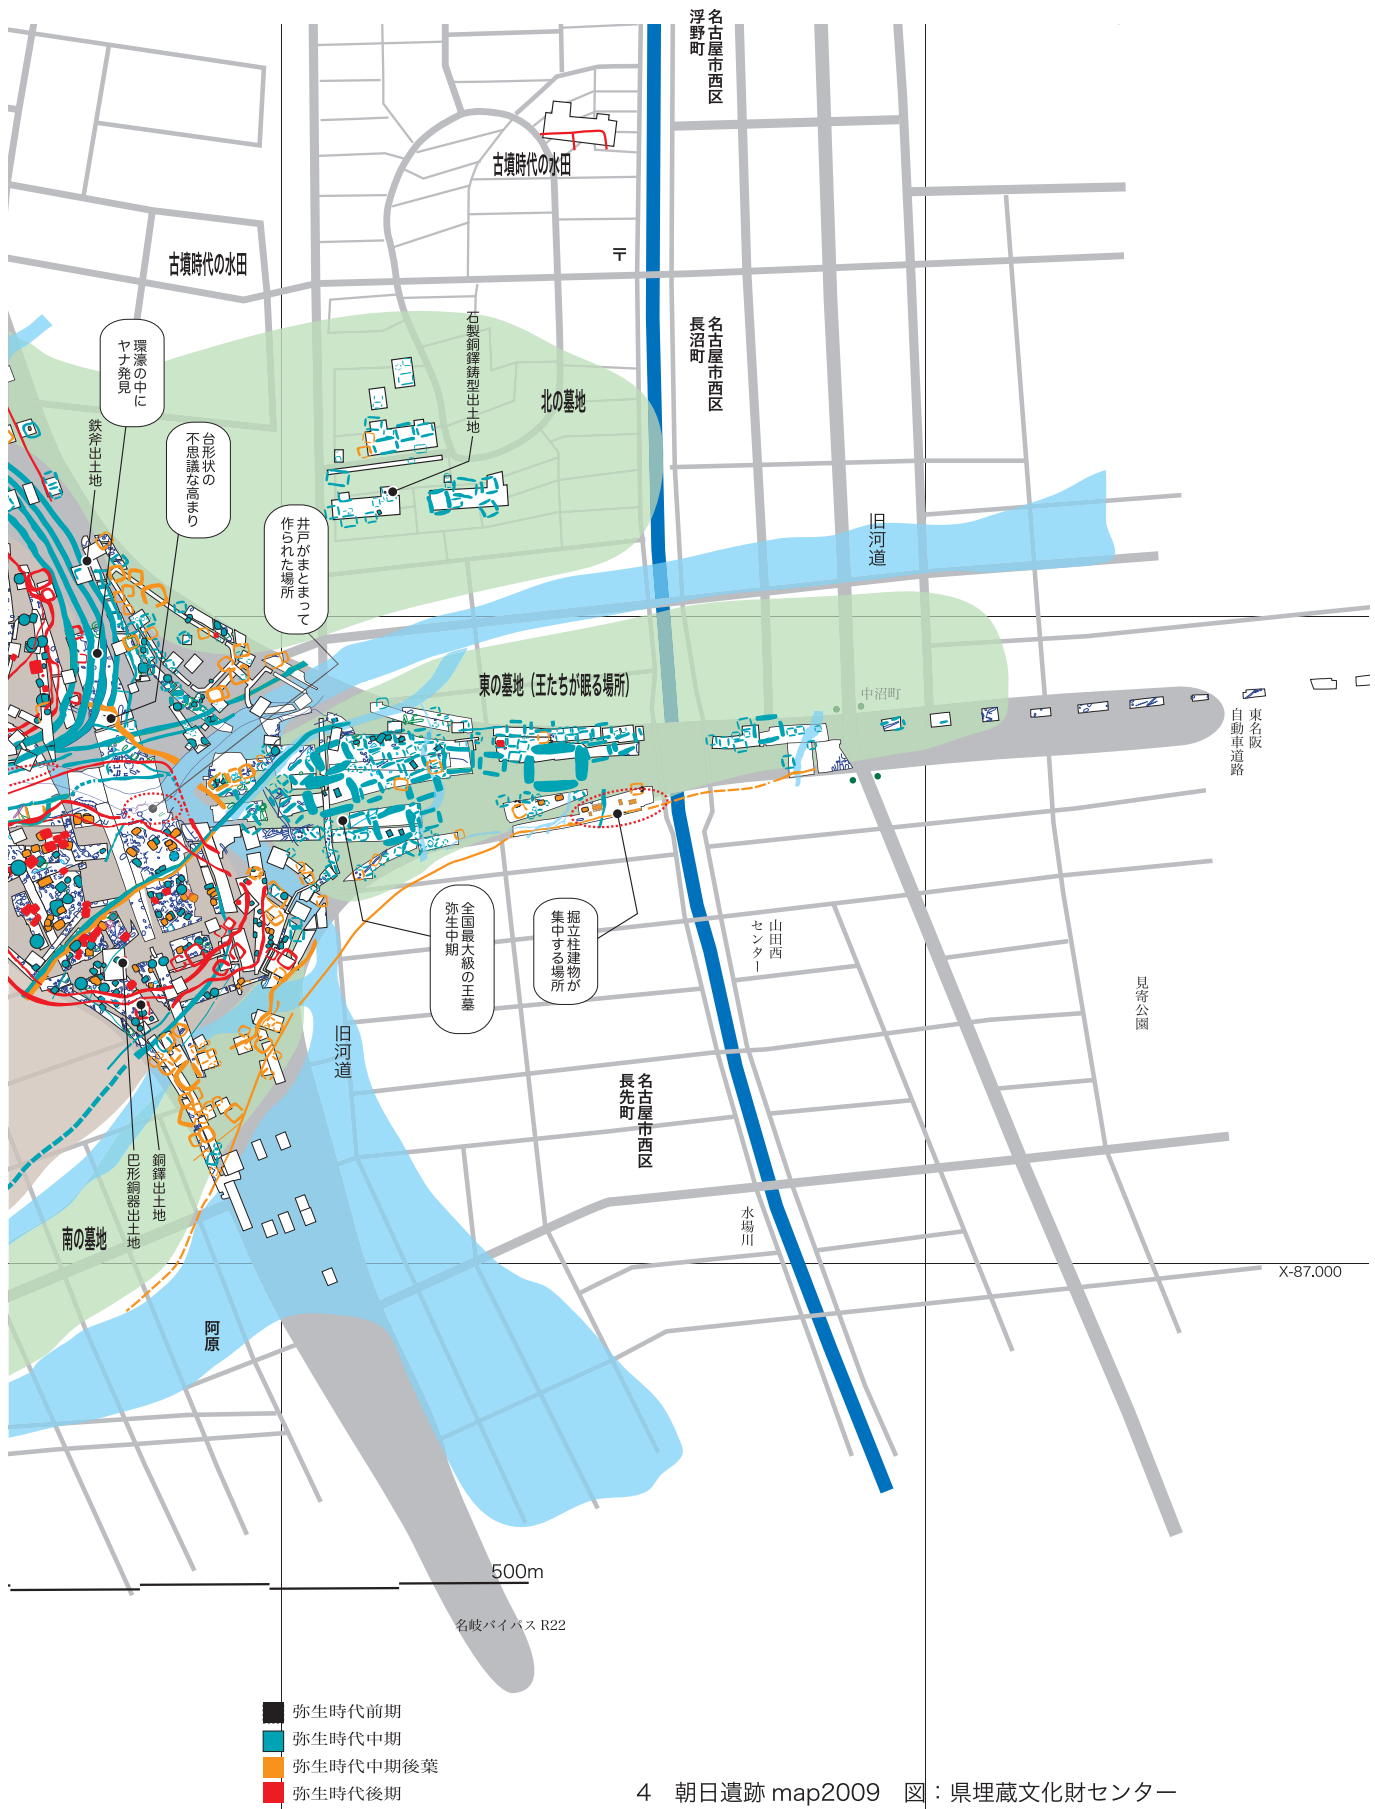 名古屋市西区
浮野町
古墳時代の水田
古墳時代の水田
〒
名古屋市西区
長沼町
石製銅鐸鋳型出土地
北の墓地
環濠の中に
ヤナ発見
鉄斧出土地
台形状の
不思議な高まり
井戸がまとまって
作られた場所
旧河道
東の墓地（王たちが眠る場所）
中沼町
東名阪
自動車道路
全国最大級の王墓
弥生中期
掘立柱建物が
集中する場所
山田西
センター
見寄公園
旧河道
名古屋市西区
長先町
巴形銅器出土地
銅鐸出土地
南の墓地
水場川
X-87.000
阿原
500m
名岐バイパス R22
弥生時代前期
弥生時代中期
弥生時代中期後葉
弥生時代後期
4　朝日遺跡 map2009　図：県埋蔵文化財センター